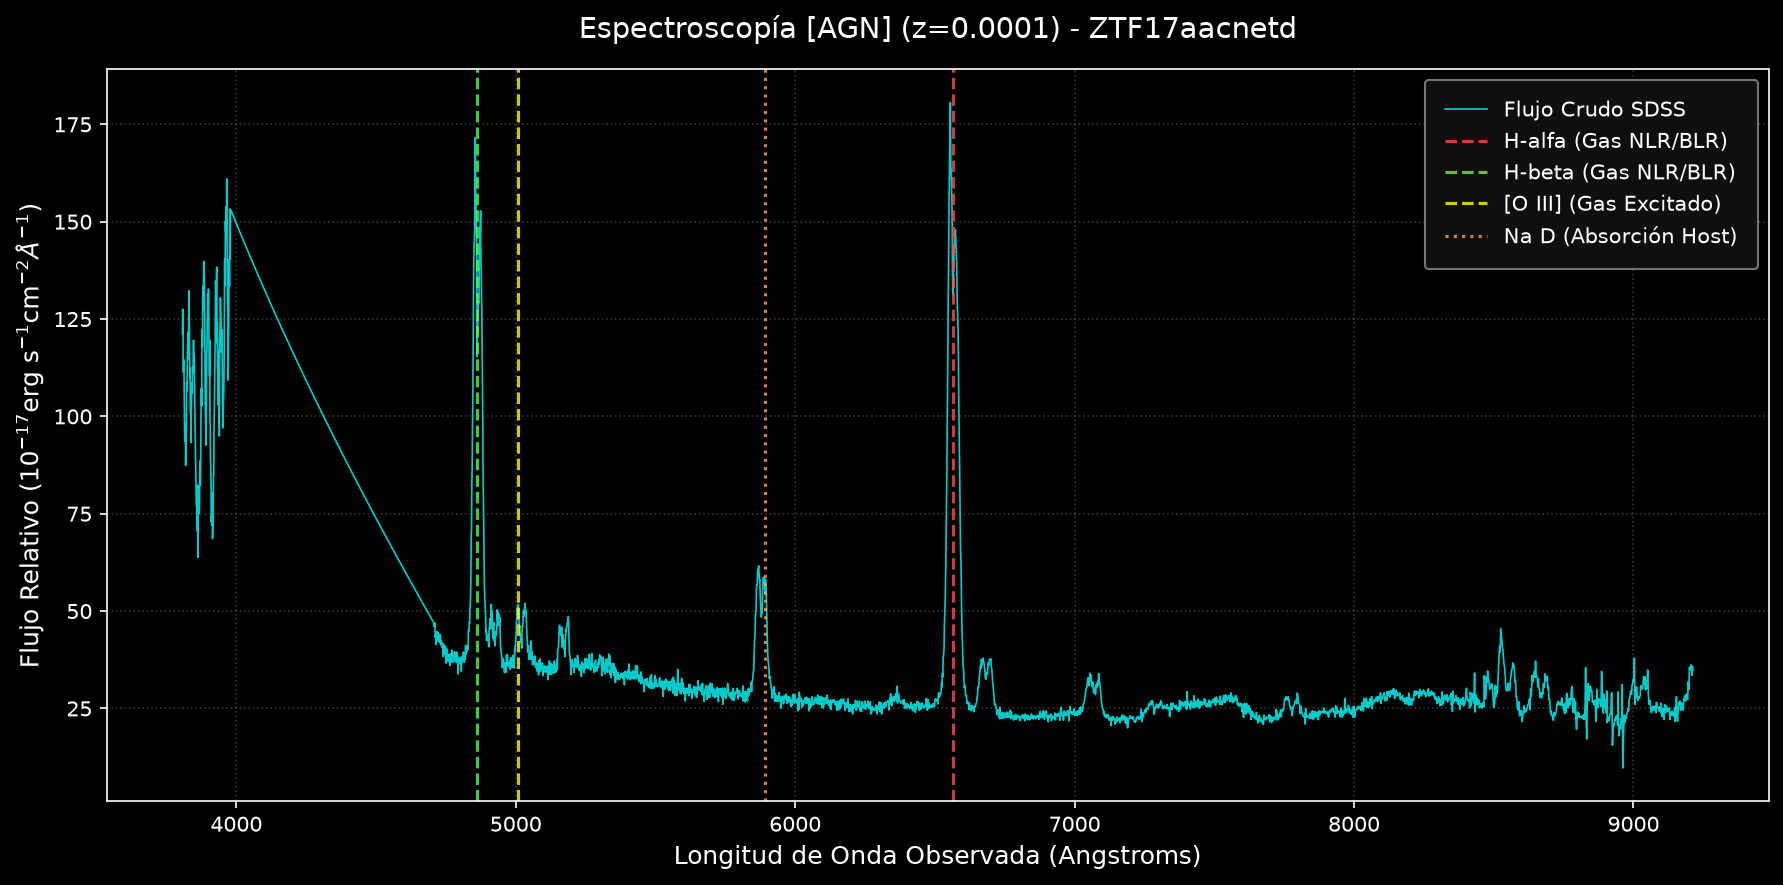 Espectroscopía [AGN] (z=0.0001) - ZTF17aacnetd
Flujo Crudo SDSS
H-alfa (Gas NLR/BLR)
H-beta (Gas NLR/BLR)
[O III] (Gas Excitado)
Na D (Absorción Host)
Flujo Relativo (10⁻¹⁷erg s⁻¹cm⁻²Å⁻¹)
175
150
125
100
75
50
25
4000 5000 6000 7000 8000 9000
Longitud de Onda Observada (Angstroms)